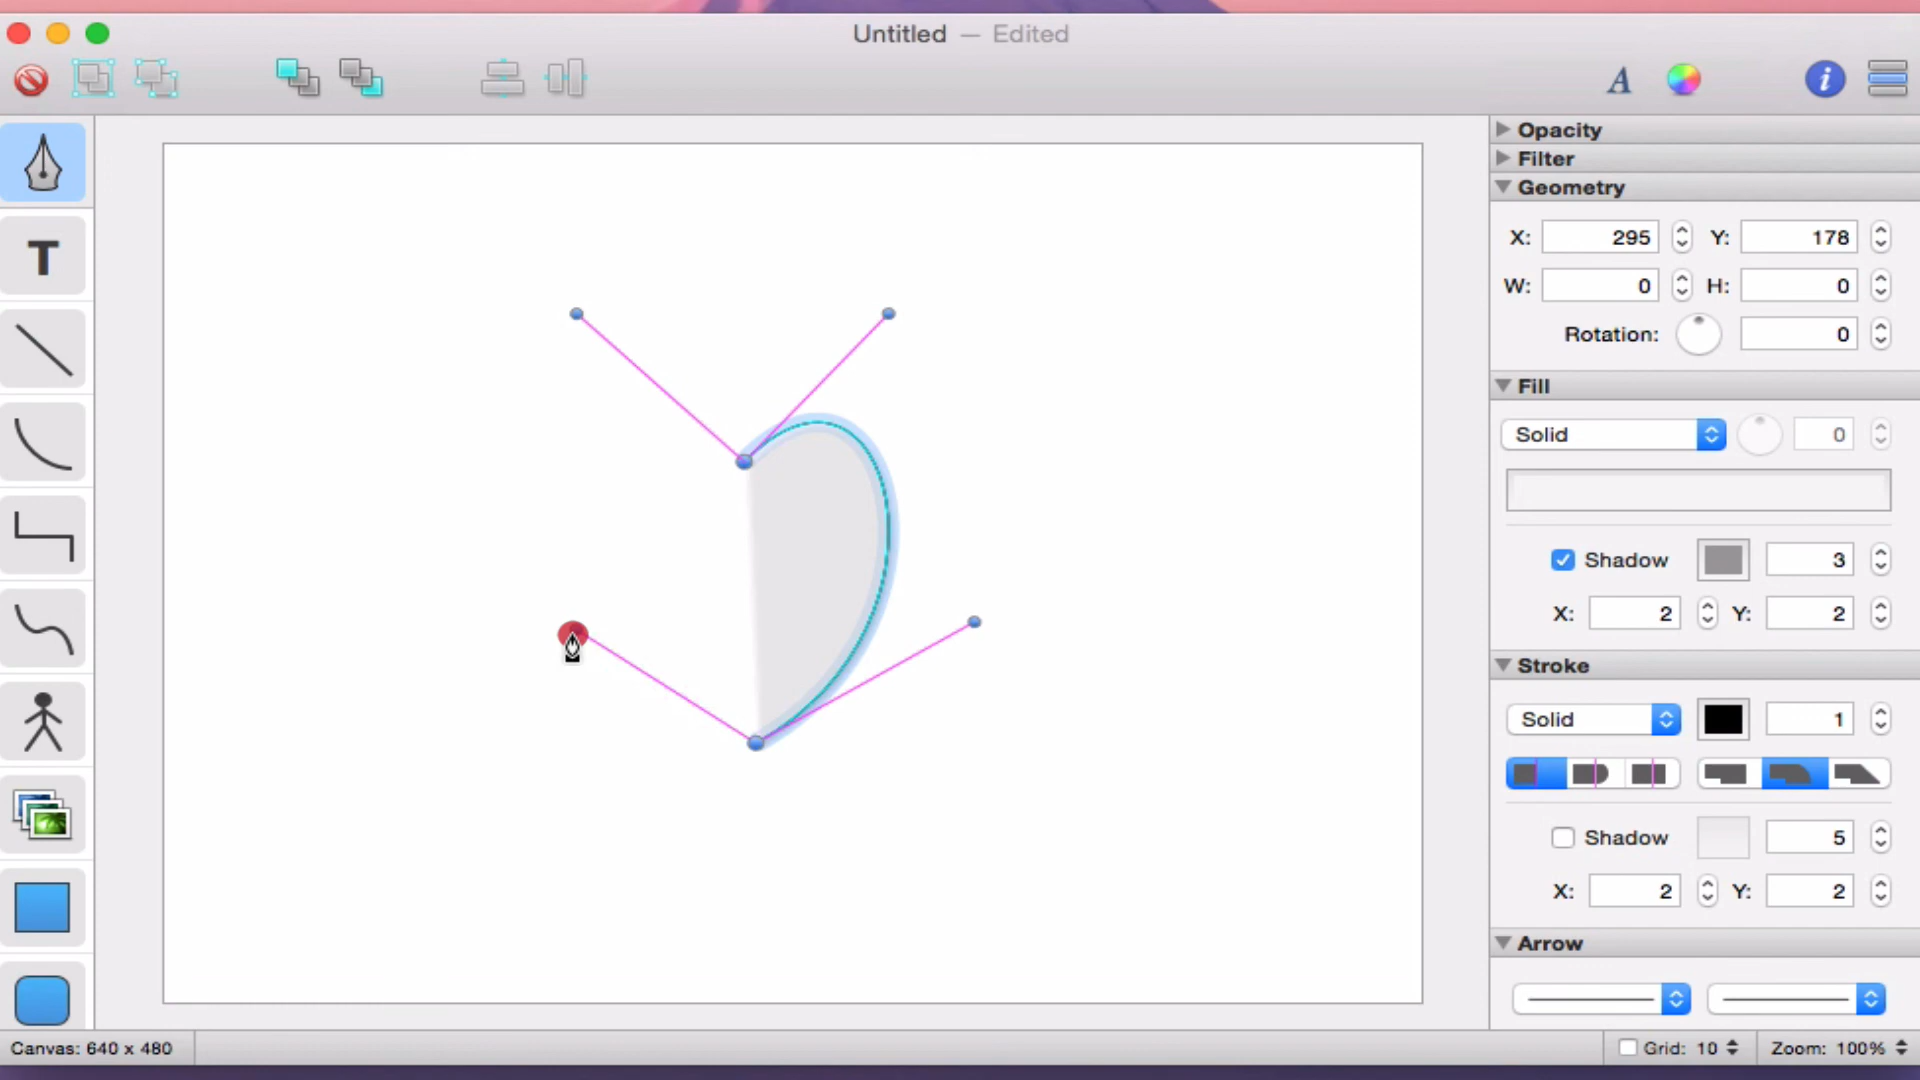 Untitled — Edited
A
i
T
Opacity
Filter
Geometry
X: 295 Y: 178
W: 0 H: 0
Rotation: 0
Fill
Solid 0
Shadow 3
X: 2 Y: 2
Stroke
Solid 1
Shadow 5
X: 2 Y: 2
Arrow
Canvas: 640 x 480
Grid: 10
Zoom: 100%